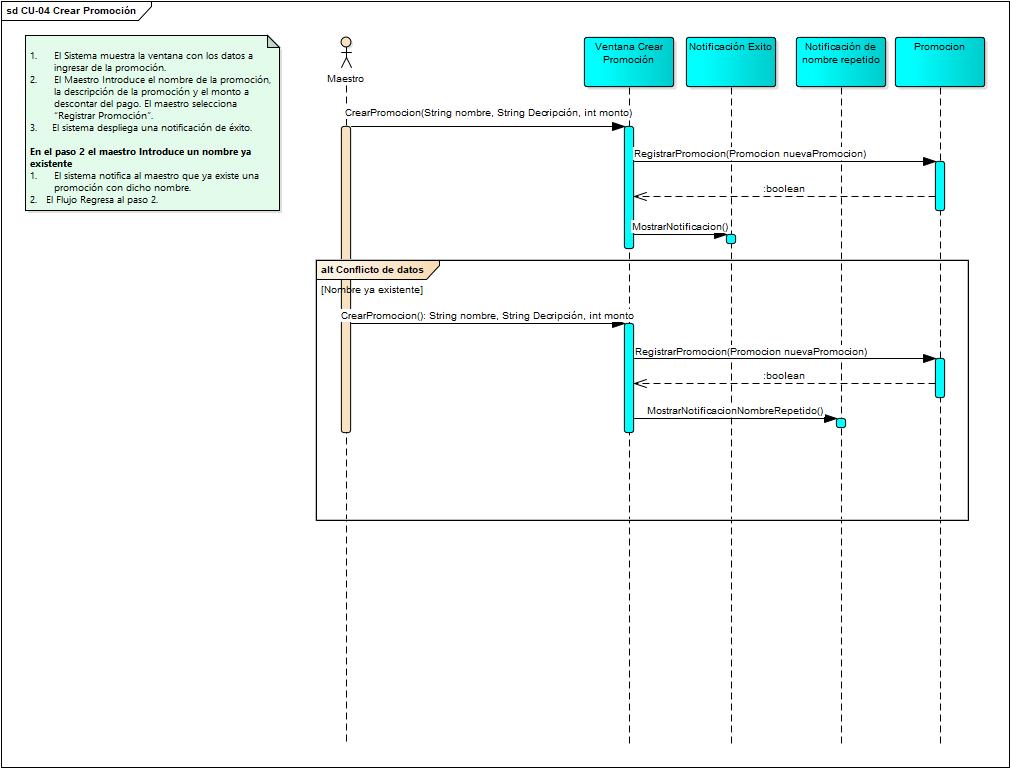 sd CU-04 Crear Promoción
1. El Sistema muestra la ventana con los datos a
ingresar de la promoción.
2. El Maestro Introduce el nombre de la promoción,
la descripción de la promoción y el monto a
descontar del pago. El maestro selecciona
"Registrar Promoción".
3. El sistema despliega una notificación de éxito.
En el paso 2 el maestro Introduce un nombre ya
existente
1. El sistema notifica al maestro que ya existe una
promoción con dicho nombre.
2. El Flujo Regresa al paso 2.
Maestro
Ventana Crear
Promoción
Notificación Exito
Notificación de
nombre repetido
Promocion
CrearPromocion(String nombre, String Decripción, int monto)
RegistrarPromocion(Promocion nuevaPromocion)
:boolean
MostrarNotificacion()
alt Conflicto de datos
[Nombre ya existente]
CrearPromocion(): String nombre, String Decripción, int monto
RegistrarPromocion(Promocion nuevaPromocion)
:boolean
MostrarNotificacionNombreRepetido()